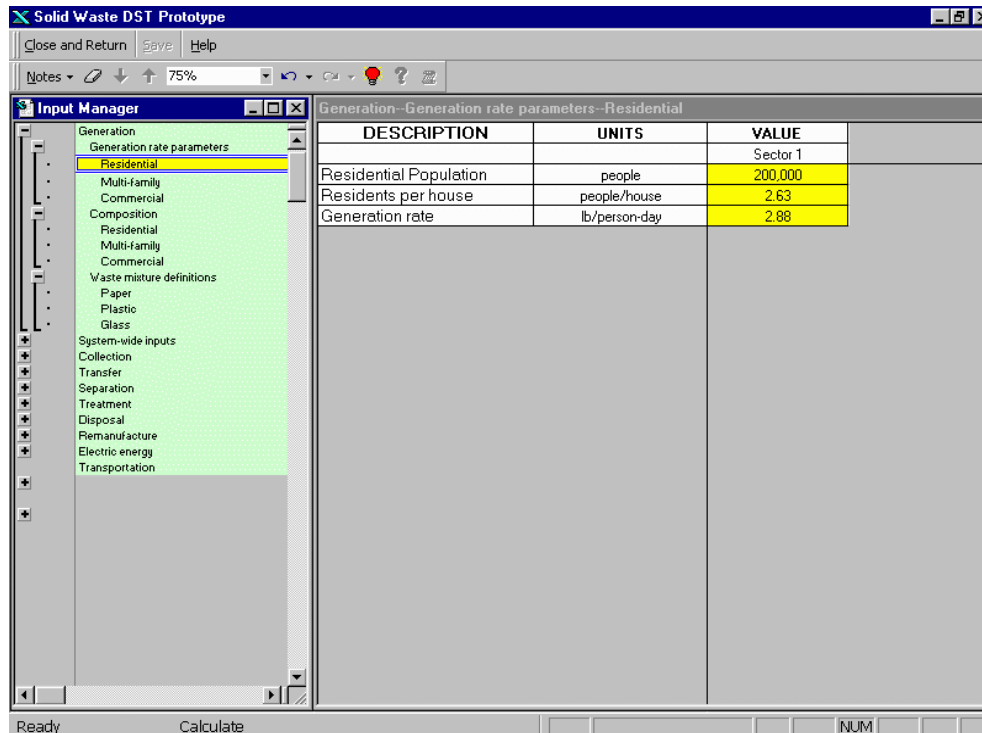 Solid Waste DST Prototype
Close and Return Save Help
Notes 75% ?
Input Manager
Generation
Generation rate parameters
Residential
Multi-family
Commercial
Composition
Residential
Multi-family
Commercial
Waste mixture definitions
Paper
Plastic
Glass
System-wide inputs
Collection
Transfer
Separation
Treatment
Disposal
Remanufacture
Electric energy
Transportation
Generation--Generation rate parameters--Residential
DESCRIPTION UNITS VALUE
Sector 1
Residential Population people 200,000
Residents per house people/house 2.63
Generation rate lb/person-day 2.88
Ready Calculate NUM